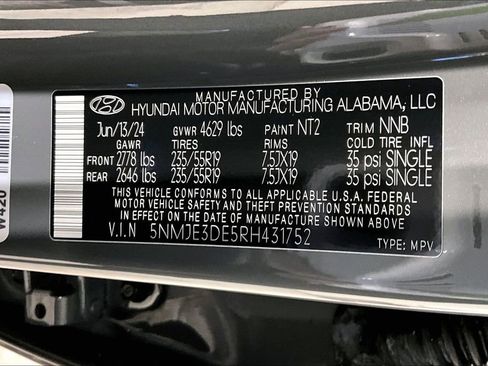 MANUFACTURED BY
HYUNDAI MOTOR MANUFACTURING ALABAMA, LLC
Jun/13/24 GVWR 4629 lbs PAINT NT2 TRIM NNB
GAWR TIRES RIMS COLD TIRE INFL
FRONT 2778 lbs 235/55R19 7.5JX19 35 psi SINGLE
REAR 2646 lbs 235/55R19 7.5JX19 35 psi SINGLE
THIS VEHICLE CONFORMS TO ALL APPLICABLE U.S.A. FEDERAL
MOTOR VEHICLE SAFETY, BUMPER, AND THEFT PREVENTION
STANDARDS IN EFFECT ON THE DATE OF MANUFACTURE
SHOWN ABOVE
V.I.N 5NMJE3DE5RH431752 TYPE: MPV
W420